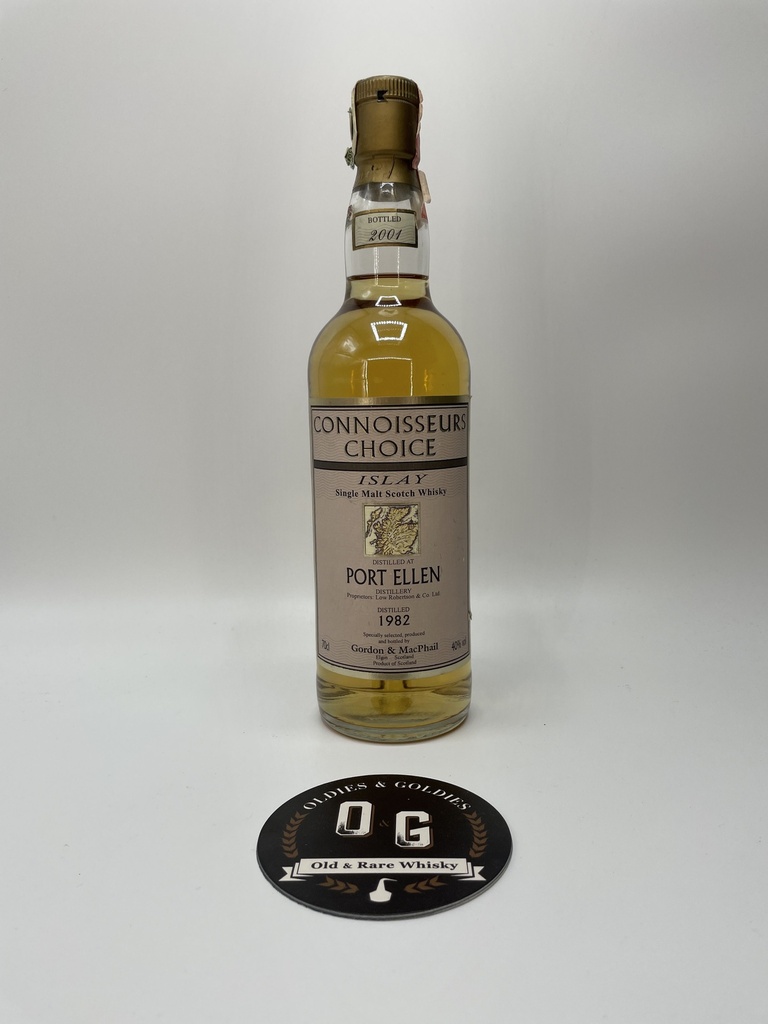 BOTTLED
2001
CONNOISSEURS
CHOICE
ISLAY
Single Malt Scotch Whisky
DISTILLED AT
PORT ELLEN
DISTILLERY
Proprietors: Low Robertson & Co. Ltd.
DISTILLED
1982
Specially selected, produced
and bottled by
70cl Gordon & MacPhail 40% vol
Elgin . Scotland
Product of Scotland
OLDIES & GOLDIES
O & G
Old & Rare Whisky